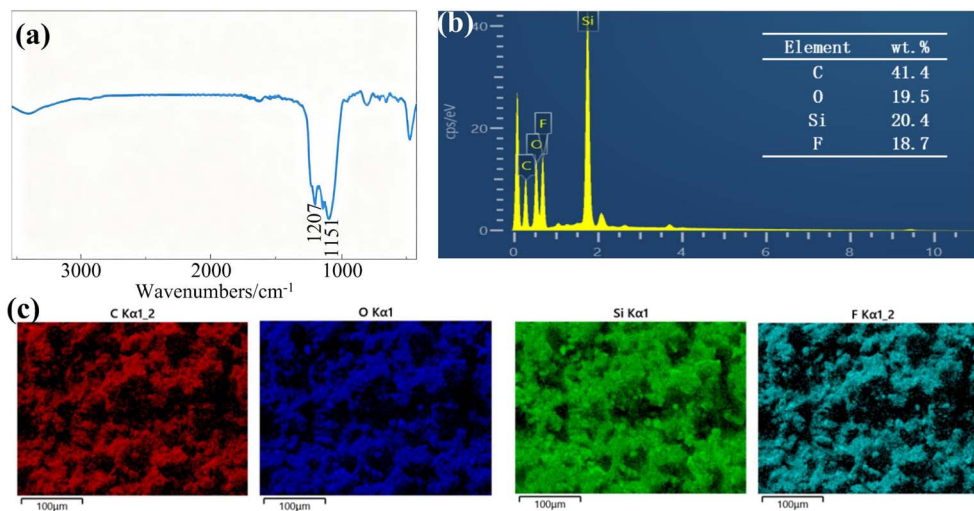 (a)
1207
1151
3000
2000
1000
Wavenumbers/cm-1
(b)
cps/eV
40
20
0
Si
F
O
C
0 2 4 6 8 10
Element wt.%
C 41.4
O 19.5
Si 20.4
F 18.7
(c)
C Kα1_2
O Kα1
Si Kα1
F Kα1_2
100μm
100μm
100μm
100μm